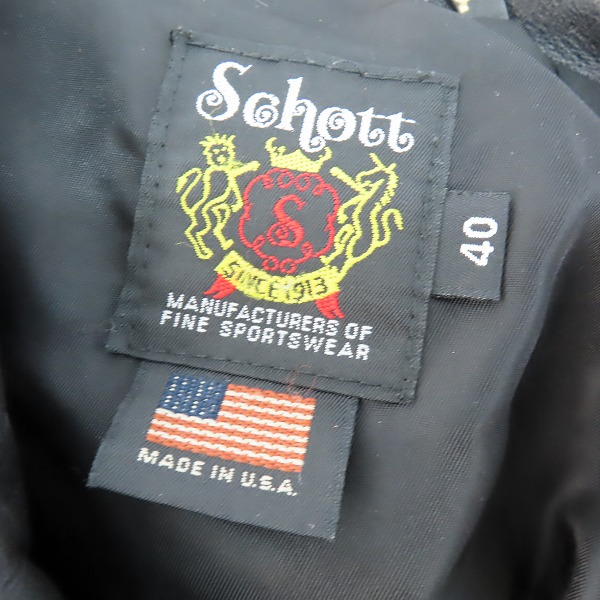 Schott
S
SINCE 1913
MANUFACTURERS OF
FINE SPORTSWEAR
40
MADE IN U.S.A.